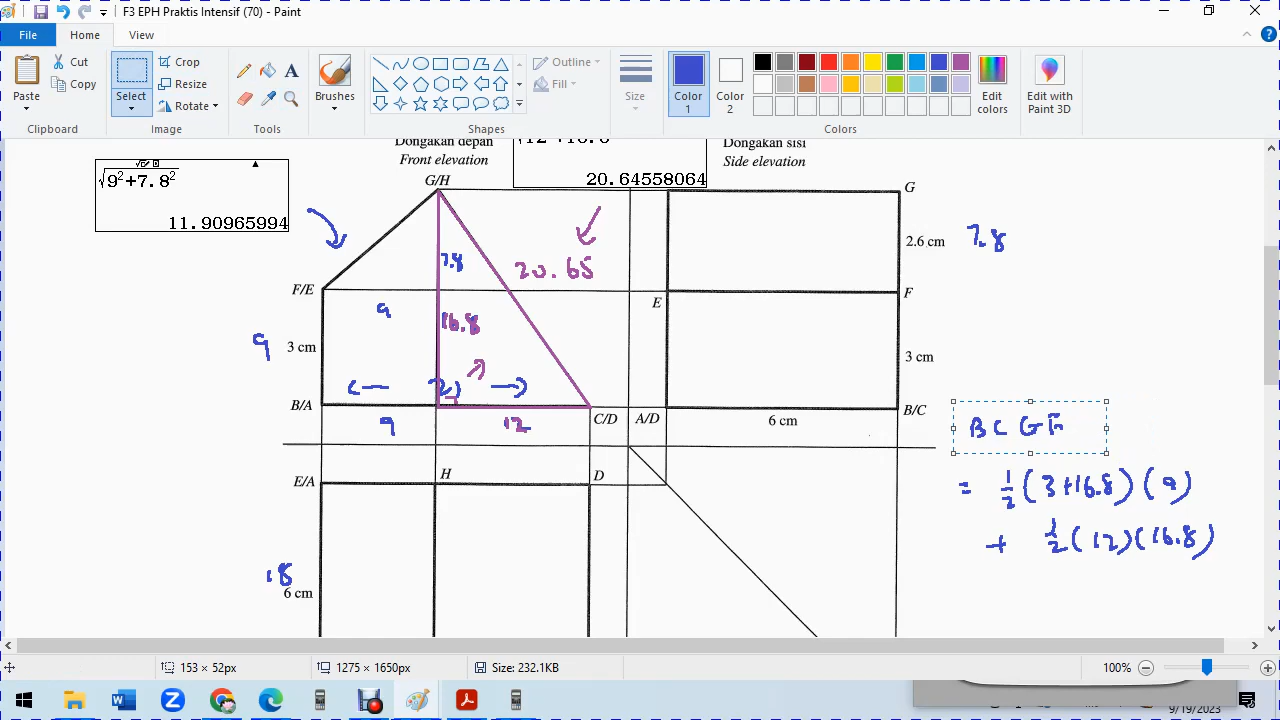 F3 EPH Praktis Intensif (70) - Paint
File
Home
View
Paste
Cut
Copy
Clipboard
Select
Crop
Resize
Rotate
Image
A
Tools
Brushes
Outline
Fill
Shapes
Size
Color 1
Color 2
Edit colors
Edit with Paint 3D
Colors
Dongakan depan
Front elevation
Dongakan sisi
Side elevation
√9²+7.8²
11.90965994
20.64558064
G/H
G
7.8
20.65
2.6 cm
7.8
F/E
E
F
9
16.8
9
3 cm
3 cm
B/A
C/D
A/D
B/C
9
12
6 cm
B C G F
E/A
H
D
= ½ (3+16.8) (9)
+ ½ (12) (16.8)
18
6 cm
153 × 52px
1275 × 1650px
Size: 232.1KB
100%
9/19/2023